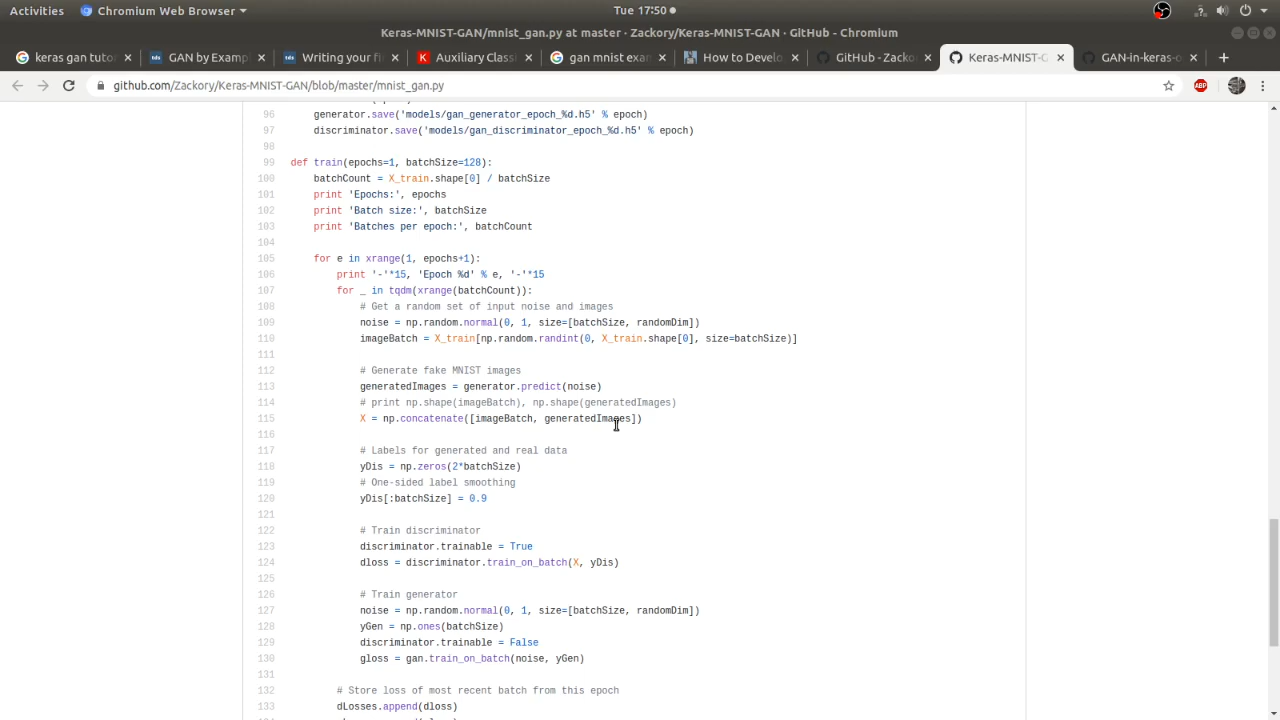 Activities Chromium Web Browser Tue 17:50
Keras-MNIST-GAN/mnist_gan.py at master · Zackory/Keras-MNIST-GAN · GitHub - Chromium
keras gan tutor GAN by Examp Writing your fi Auxiliary Classi gan mnist exam How to Develo GitHub - Zacko Keras-MNIST-G GAN-in-keras-o
github.com/Zackory/Keras-MNIST-GAN/blob/master/mnist_gan.py
96 generator.save('models/gan_generator_epoch_%d.h5' % epoch)
97 discriminator.save('models/gan_discriminator_epoch_%d.h5' % epoch)
98
99 def train(epochs=1, batchSize=128):
100 batchCount = X_train.shape[0] / batchSize
101 print 'Epochs:', epochs
102 print 'Batch size:', batchSize
103 print 'Batches per epoch:', batchCount
104
105 for e in xrange(1, epochs+1):
106 print '-'*15, 'Epoch %d' % e, '-'*15
107 for _ in tqdm(xrange(batchCount)):
108 # Get a random set of input noise and images
109 noise = np.random.normal(0, 1, size=[batchSize, randomDim])
110 imageBatch = X_train[np.random.randint(0, X_train.shape[0], size=batchSize)]
111
112 # Generate fake MNIST images
113 generatedImages = generator.predict(noise)
114 # print np.shape(imageBatch), np.shape(generatedImages)
115 X = np.concatenate([imageBatch, generatedImages])
116
117 # Labels for generated and real data
118 yDis = np.zeros(2*batchSize)
119 # One-sided label smoothing
120 yDis[:batchSize] = 0.9
121
122 # Train discriminator
123 discriminator.trainable = True
124 dloss = discriminator.train_on_batch(X, yDis)
125
126 # Train generator
127 noise = np.random.normal(0, 1, size=[batchSize, randomDim])
128 yGen = np.ones(batchSize)
129 discriminator.trainable = False
130 gloss = gan.train_on_batch(noise, yGen)
131
132 # Store loss of most recent batch from this epoch
133 dLosses.append(dloss)